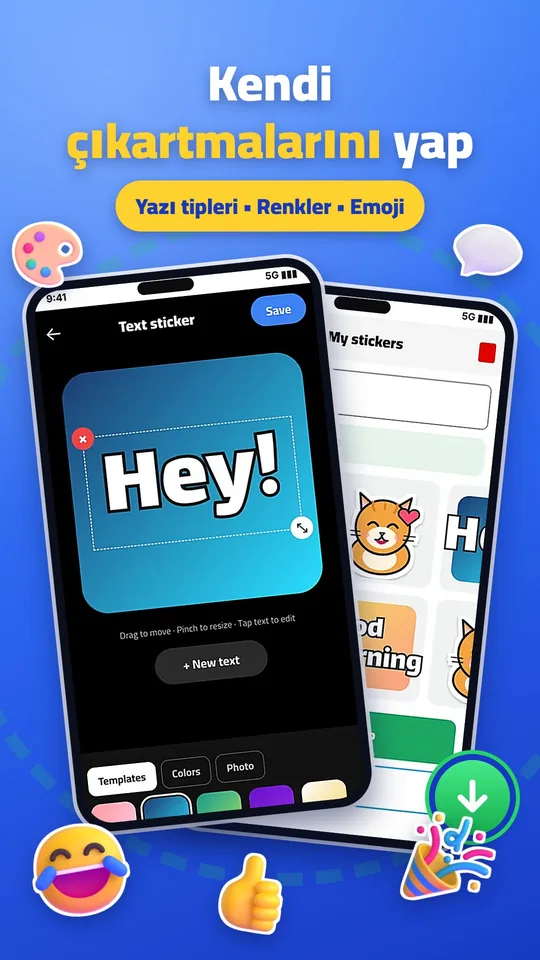 Kendi
çıkartmalarını yap
Yazı tipleri ▪ Renkler ▪ Emoji
9:41
5G
Text sticker
Save
Hey!
Drag to move · Pinch to resize · Tap text to edit
+ New text
Templates
Colors
Photo
5G
My stickers